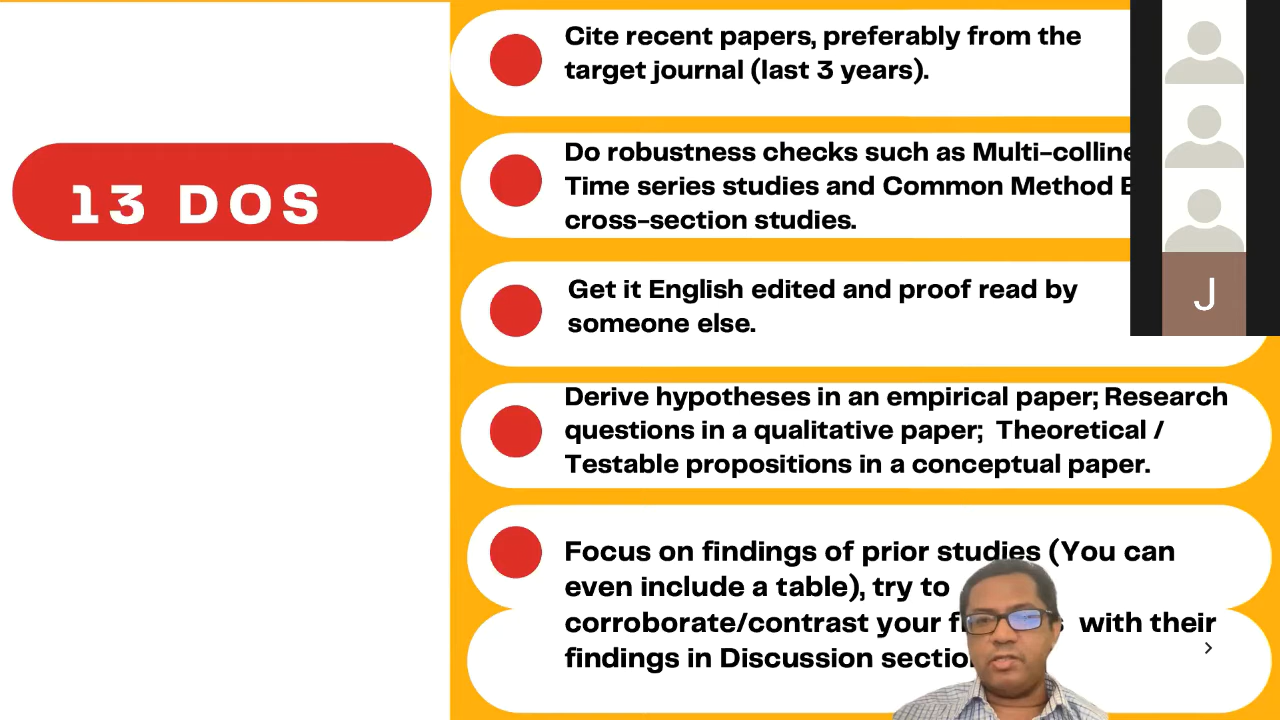 13 DOS
Cite recent papers, preferably from the
target journal (last 3 years).
Do robustness checks such as
Time series studies and Common Method
cross-section studies.
Get it English edited and proof read by
someone else.
Derive hypotheses in an empirical paper; Research
questions in a qualitative paper; Theoretical /
Testable propositions in a conceptual paper.
Focus on findings of prior studies (You can
even include a table), try to
corroborate/contrast your with their
findings in Discussion
J